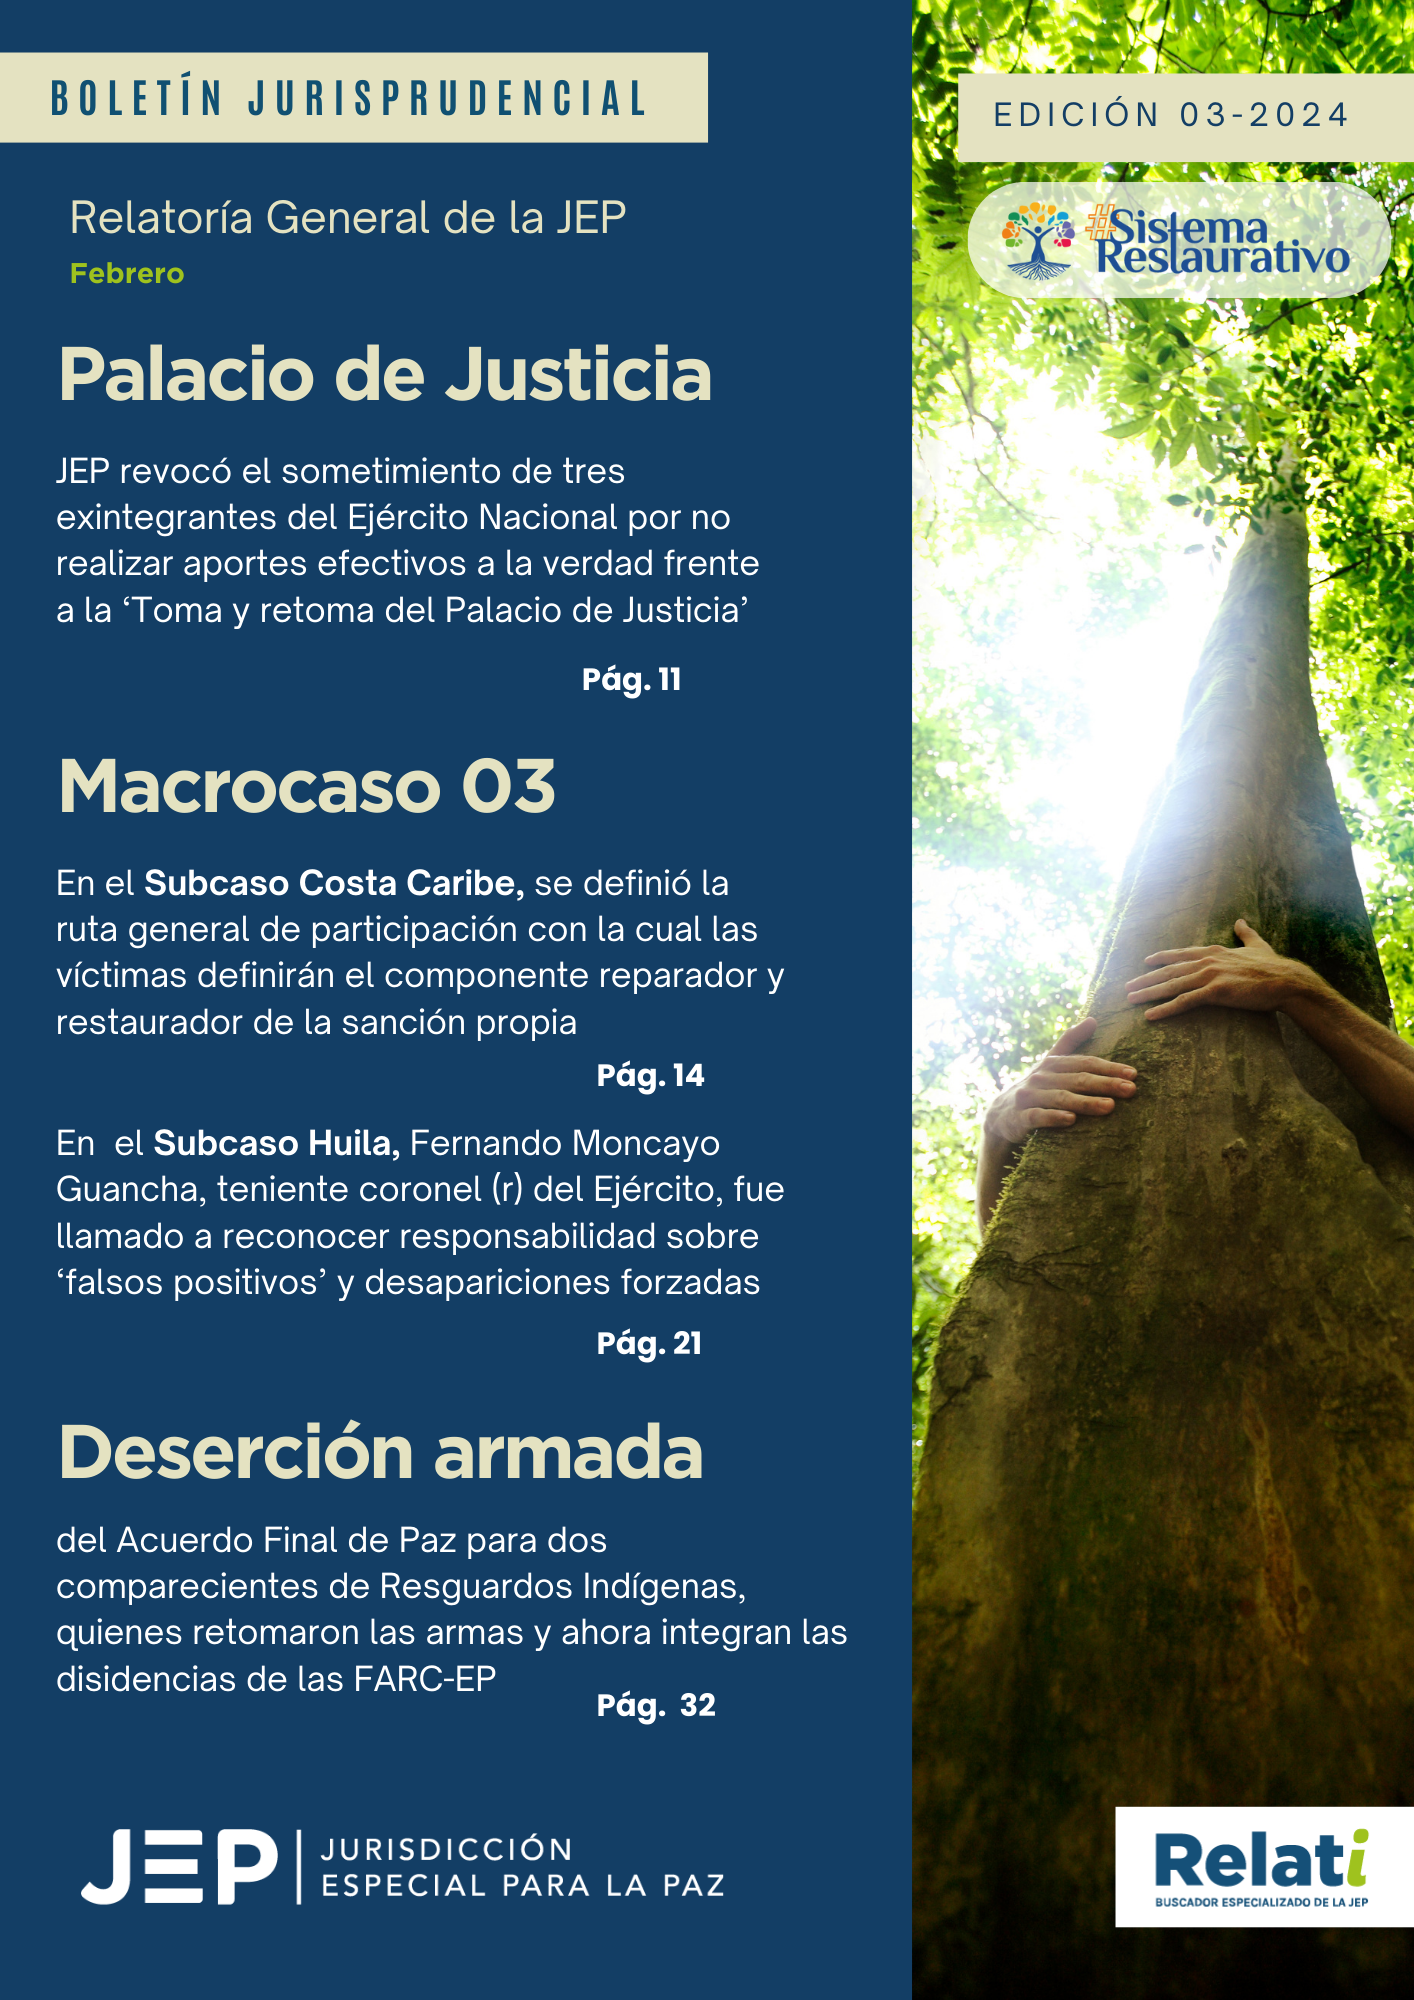 BOLETÍN JURISPRUDENCIAL
EDICIÓN 03-2024
#Sistema
Restaurativo
Relatoría General de la JEP
Febrero
Palacio de Justicia
JEP revocó el sometimiento de tres
exintegrantes del Ejército Nacional por no
realizar aportes efectivos a la verdad frente
a la ‘Toma y retoma del Palacio de Justicia’
Pág. 11
Macrocaso 03
En el Subcaso Costa Caribe, se definió la
ruta general de participación con la cual las
víctimas definirán el componente reparador y
restaurador de la sanción propia
Pág. 14
En  el Subcaso Huila, Fernando Moncayo
Guancha, teniente coronel (r) del Ejército, fue
llamado a reconocer responsabilidad sobre
‘falsos positivos’ y desapariciones forzadas
Pág. 21
Deserción armada
del Acuerdo Final de Paz para dos
comparecientes de Resguardos Indígenas,
quienes retomaron las armas y ahora integran las
disidencias de las FARC-EP
Pág.  32
JEP JURISDICCIÓN
ESPECIAL PARA LA PAZ
Relati
BUSCADOR ESPECIALIZADO DE LA JEP